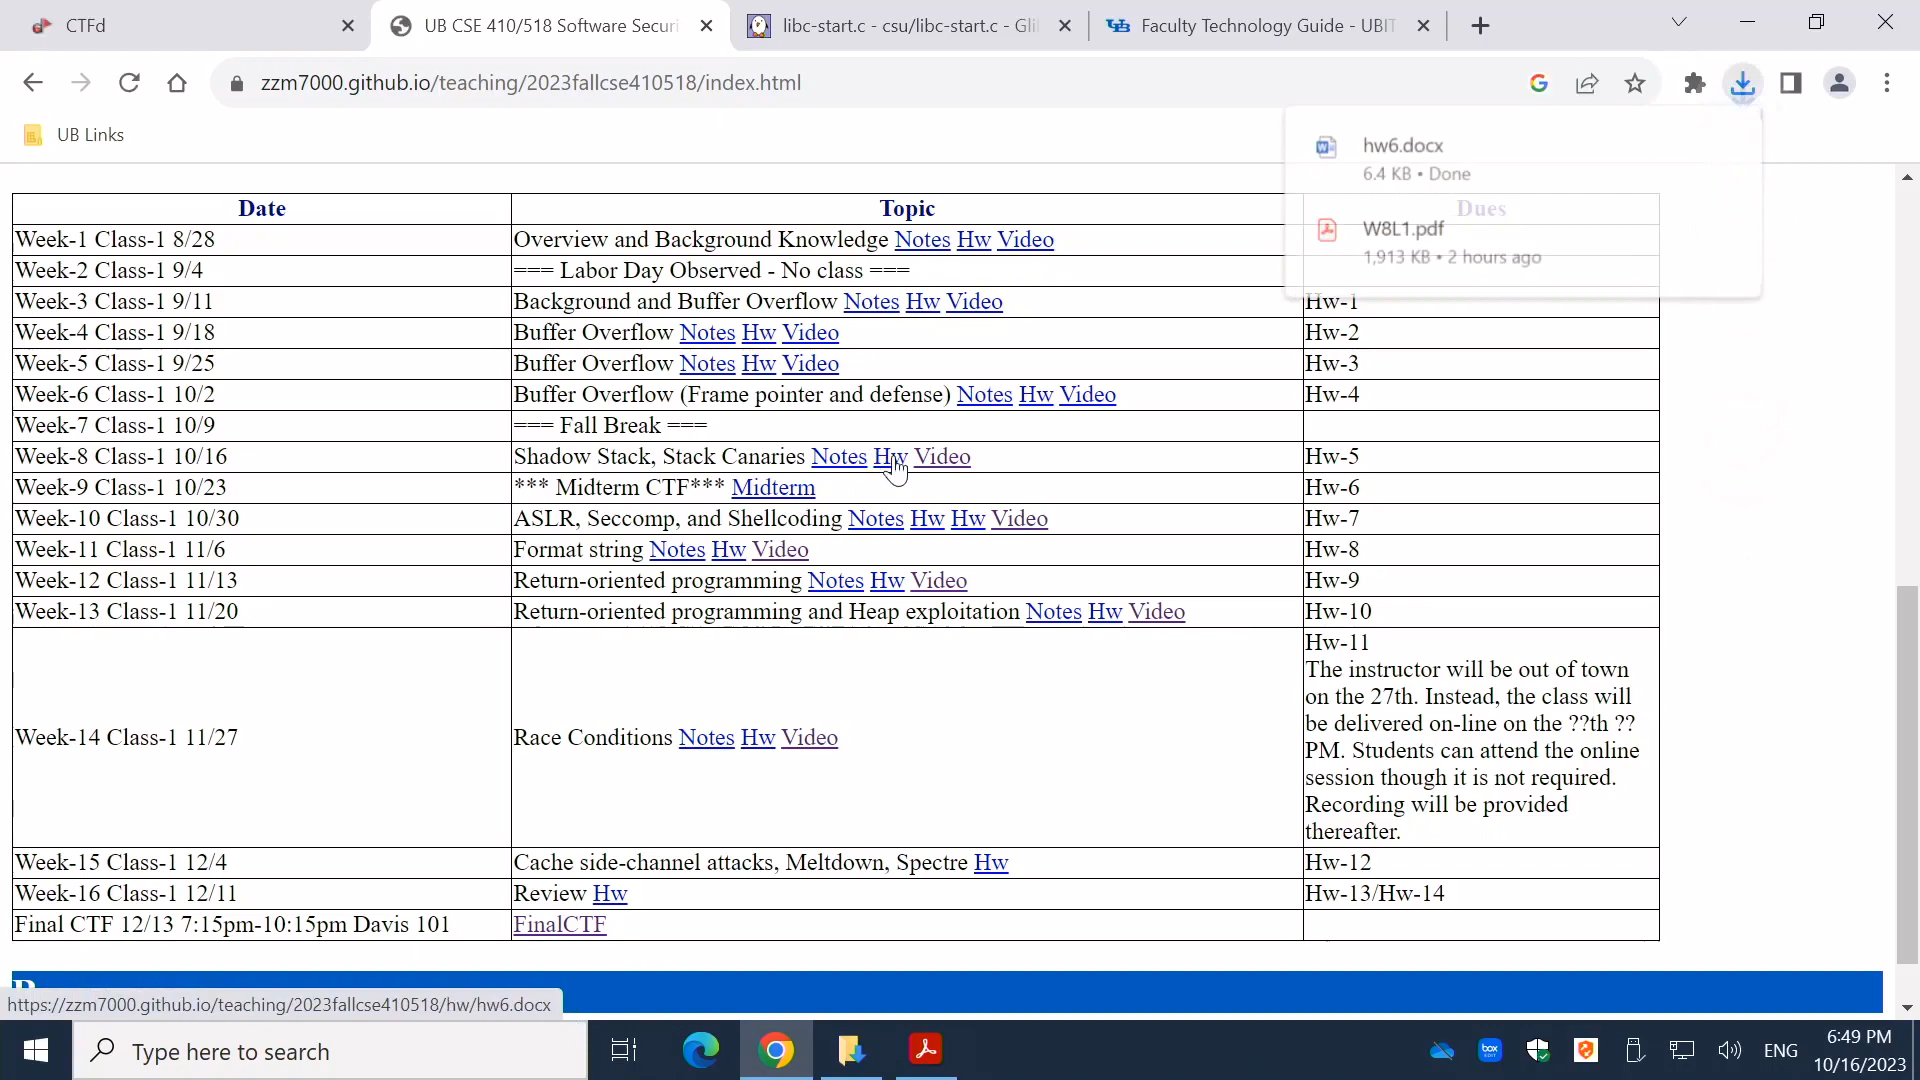 CTFd
UB CSE 410/518 Software Securi
libc-start.c - csu/libc-start.c - Gli
Faculty Technology Guide - UBIT
zzm7000.github.io/teaching/2023fallcse410518/index.html
UB Links
hw6.docx
6.4 KB • Done
W8L1.pdf
1,913 KB • 2 hours ago
Date Topic Dues
Week-1 Class-1 8/28 Overview and Background Knowledge Notes Hw Video
Week-2 Class-1 9/4 === Labor Day Observed - No class ===
Week-3 Class-1 9/11 Background and Buffer Overflow Notes Hw Video Hw-1
Week-4 Class-1 9/18 Buffer Overflow Notes Hw Video Hw-2
Week-5 Class-1 9/25 Buffer Overflow Notes Hw Video Hw-3
Week-6 Class-1 10/2 Buffer Overflow (Frame pointer and defense) Notes Hw Video Hw-4
Week-7 Class-1 10/9 === Fall Break ===
Week-8 Class-1 10/16 Shadow Stack, Stack Canaries Notes Hw Video Hw-5
Week-9 Class-1 10/23 *** Midterm CTF*** Midterm Hw-6
Week-10 Class-1 10/30 ASLR, Seccomp, and Shellcoding Notes Hw Hw Video Hw-7
Week-11 Class-1 11/6 Format string Notes Hw Video Hw-8
Week-12 Class-1 11/13 Return-oriented programming Notes Hw Video Hw-9
Week-13 Class-1 11/20 Return-oriented programming and Heap exploitation Notes Hw Video Hw-10
Week-14 Class-1 11/27 Race Conditions Notes Hw Video
Hw-11
The instructor will be out of town
on the 27th. Instead, the class will
be delivered on-line on the ??th ??
PM. Students can attend the online
session though it is not required.
Recording will be provided
thereafter.
Week-15 Class-1 12/4 Cache side-channel attacks, Meltdown, Spectre Hw Hw-12
Week-16 Class-1 12/11 Review Hw Hw-13/Hw-14
Final CTF 12/13 7:15pm-10:15pm Davis 101 FinalCTF
https://zzm7000.github.io/teaching/2023fallcse410518/hw/hw6.docx
Type here to search
box
EDIT
ENG
6:49 PM
10/16/2023